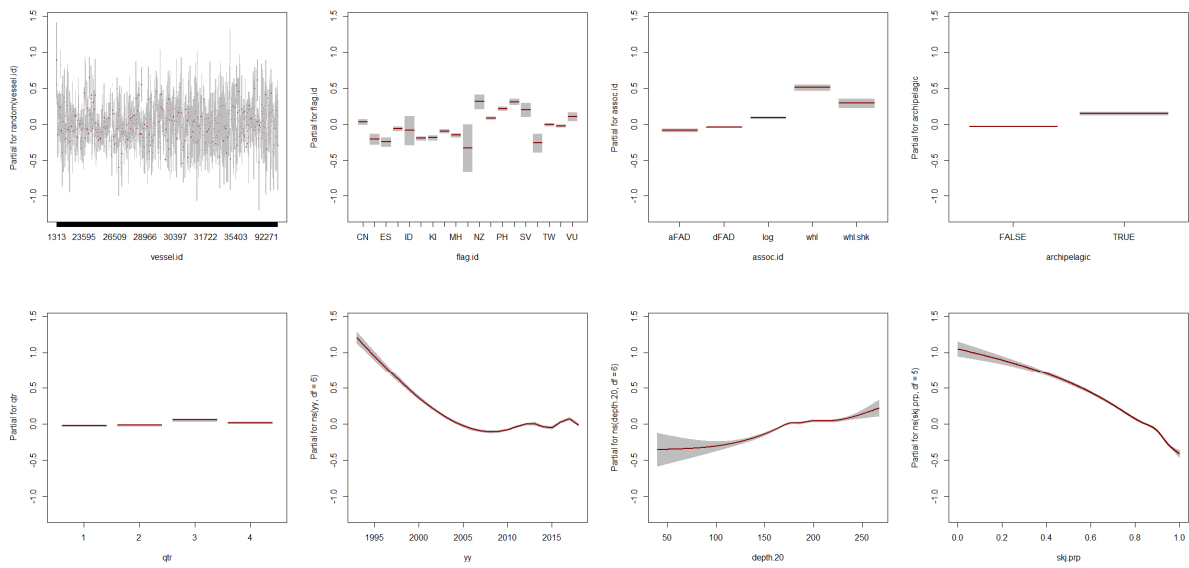 Partial for random(vessel.id)
1.5
1.0
0.5
0.0
-0.5
-1.0
1313 23595 26509 28966 30397 31722 35403 92271
vessel.id
Partial for flag.id
1.5
1.0
0.5
0.0
-0.5
-1.0
CN ES ID KI MH NZ PH SV TW VU
flag.id
Partial for assoc.id
1.5
1.0
0.5
0.0
-0.5
-1.0
aFAD dFAD log whl whl.shk
assoc.id
Partial for archipelagic
1.5
1.0
0.5
0.0
-0.5
-1.0
FALSE TRUE
archipelagic
Partial for qtr
1.5
1.0
0.5
0.0
-0.5
-1.0
1 2 3 4
qtr
Partial for ns(yy, df = 6)
1.5
1.0
0.5
0.0
-0.5
-1.0
1995 2000 2005 2010 2015
yy
Partial for ns(depth.20, df = 6)
1.5
1.0
0.5
0.0
-0.5
-1.0
50 100 150 200 250
depth.20
Partial for ns(skj.prp, df = 5)
1.5
1.0
0.5
0.0
-0.5
-1.0
0.0 0.2 0.4 0.6 0.8 1.0
skj.prp